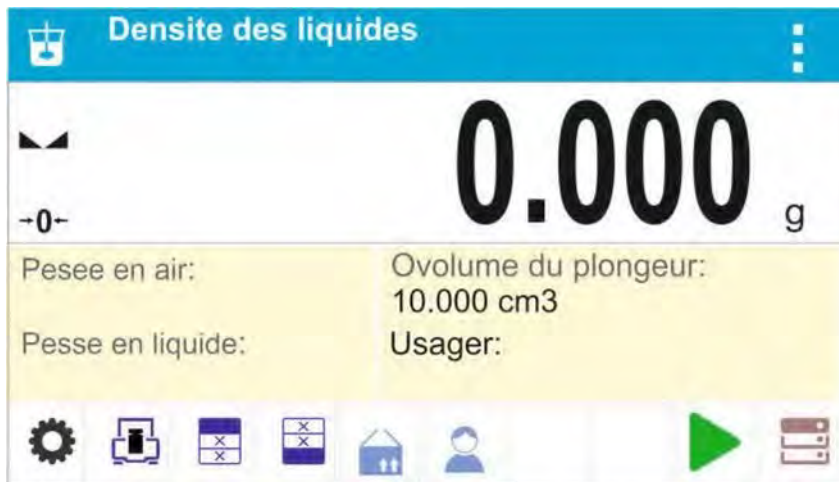 Densite des liquides
0.000 g
→0←
Pesee en air:
Ovolume du plongeur:
10.000 cm3
Pesse en liquide:
Usager: